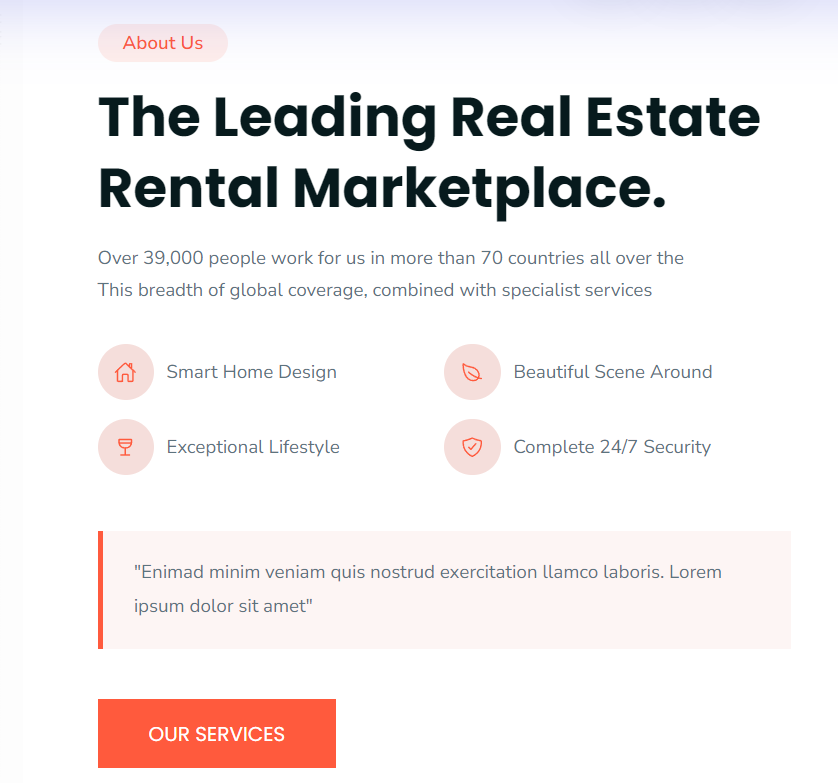 About Us
The Leading Real Estate
Rental Marketplace.
Over 39,000 people work for us in more than 70 countries all over the
This breadth of global coverage, combined with specialist services
Smart Home Design
Beautiful Scene Around
Exceptional Lifestyle
Complete 24/7 Security
"Enimad minim veniam quis nostrud exercitation llamco laboris. Lorem
ipsum dolor sit amet"
OUR SERVICES